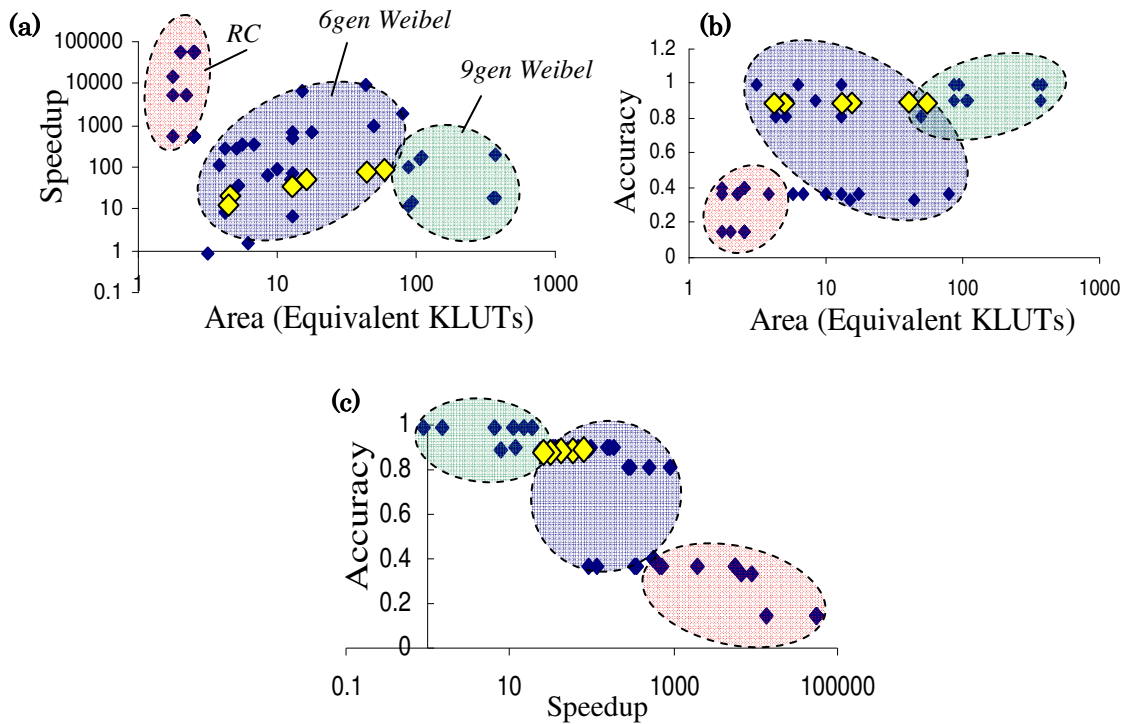 (a)
RC
6gen Weibel
9gen Weibel
Speedup
100000
10000
1000
100
10
1
0.1
1
10
100
1000
Area (Equivalent KLUTs)
(b)
Accuracy
1.2
1
0.8
0.6
0.4
0.2
0
1
10
100
1000
Area (Equivalent KLUTs)
(c)
Accuracy
1
0.8
0.6
0.4
0.2
0
0.1
10
1000
100000
Speedup